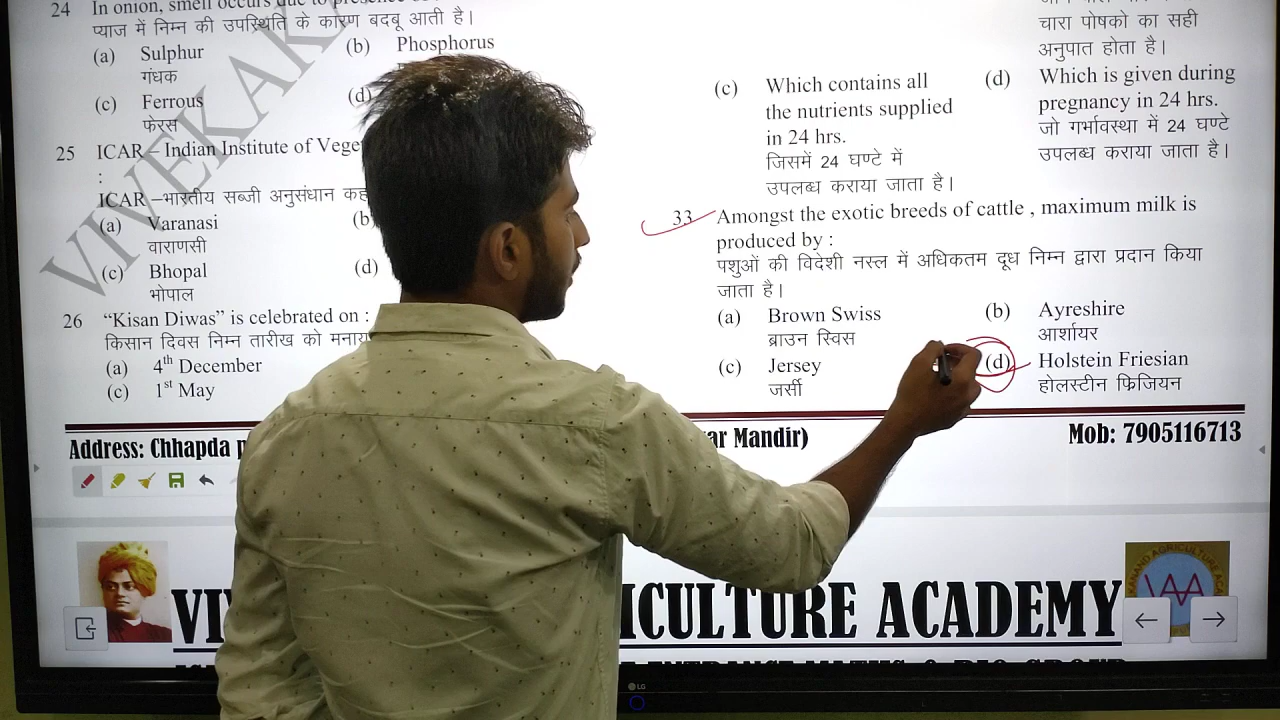 24 In onion, smell occurs due to presence
प्याज में निम्न की उपस्थिति के कारण बदबू आती है।
(a) Sulphur (b) Phosphorus
गंधक
(c) Ferrous (d)
फेरस
25 ICAR – Indian Institute of
:
ICAR –भारतीय सब्जी अनुसंधान
(a) Varanasi (b)
वाराणसी
(c) Bhopal (d)
भोपाल
26 “Kisan Diwas” is celebrated on :
किसान दिवस निम्न तारीख को
(a) 4th December
(c) 1st May
चारा पोषको का सही
अनुपात होता है।
(c) Which contains all (d) Which is given during
the nutrients supplied pregnancy in 24 hrs.
in 24 hrs. जो गर्भावस्था में 24 घण्टे
जिसमें 24 घण्टे में उपलब्ध कराया जाता है।
उपलब्ध कराया जाता है।
33 Amongst the exotic breeds of cattle , maximum milk is
produced by :
पशुओं की विदेशी नस्ल में अधिकतम दूध निम्न द्वारा प्रदान किया
जाता है।
(a) Brown Swiss (b) Ayreshire
ब्राउन स्विस आर्शायर
(c) Jersey (d) Holstein Friesian
जर्सी होलस्टीन फ्रिजियन
Address: Chhapda Mandir) Mob: 7905116713
AGRICULTURE ACADEMY
VAA
LG